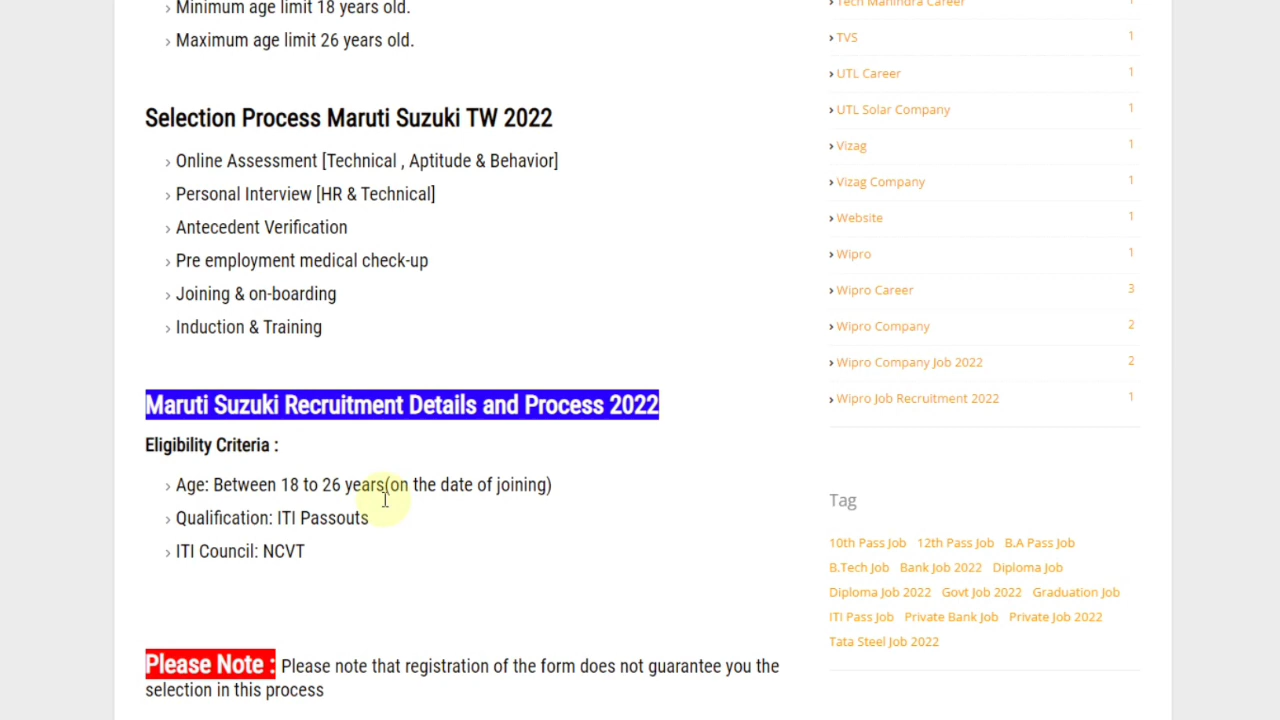 Minimum age limit 18 years old.
Maximum age limit 26 years old.
Selection Process Maruti Suzuki TW 2022
Online Assessment [Technical , Aptitude & Behavior]
Personal Interview [HR & Technical]
Antecedent Verification
Pre employment medical check-up
Joining & on-boarding
Induction & Training
Maruti Suzuki Recruitment Details and Process 2022
Eligibility Criteria :
Age: Between 18 to 26 years(on the date of joining)
Qualification: ITI Passouts
ITI Council: NCVT
Please Note : Please note that registration of the form does not guarantee you the
selection in this process
Tech Mahindra Career 1
TVS 1
UTL Career 1
UTL Solar Company 1
Vizag 1
Vizag Company 1
Website 1
Wipro 1
Wipro Career 3
Wipro Company 2
Wipro Company Job 2022 2
Wipro Job Recruitment 2022 1
Tag
10th Pass Job 12th Pass Job B.A Pass Job
B.Tech Job Bank Job 2022 Diploma Job
Diploma Job 2022 Govt Job 2022 Graduation Job
ITI Pass Job Private Bank Job Private Job 2022
Tata Steel Job 2022